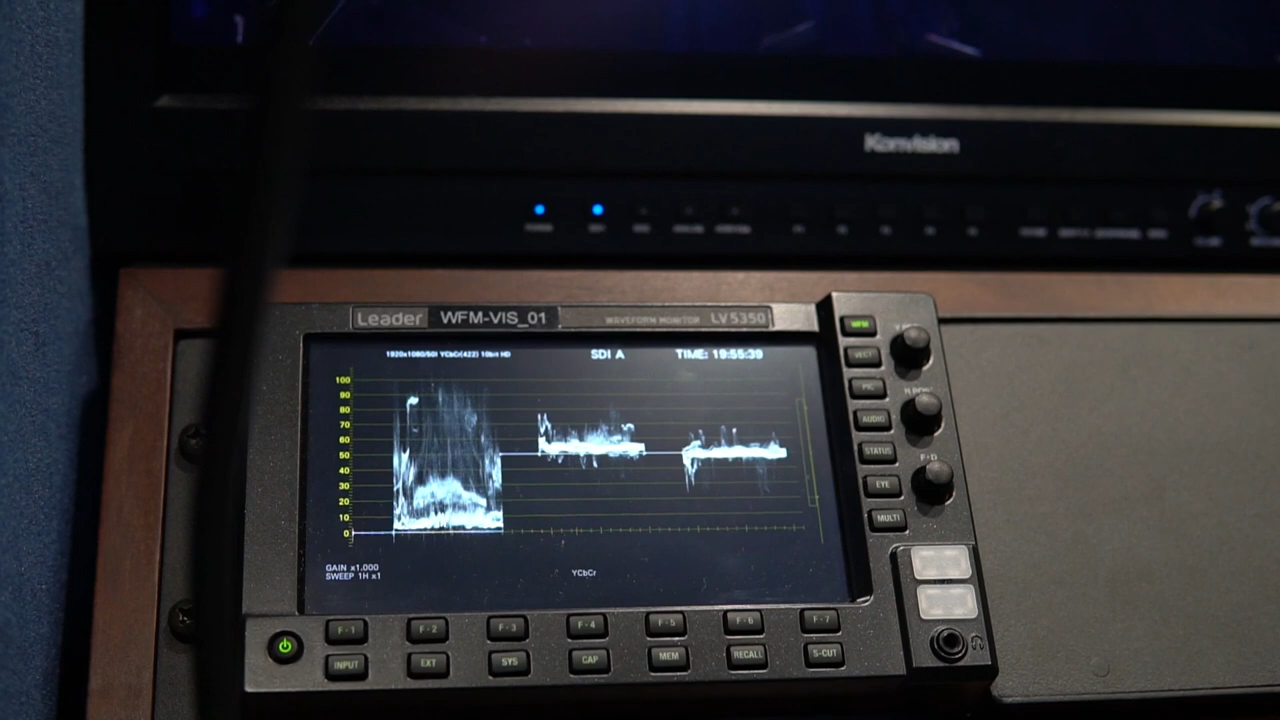 Konvision
Leader WFM-VIS_01 WAVEFORM MONITOR LV5350
1920x1080/50I YCbCr(422) 10bit HD SDI A TIME: 19:55:39
100
90
80
70
60
50
40
30
20
10
0
GAIN x1.000
SWEEP 1H x1
YCbCr
WFM
VECT
PIC
H POS
AUDIO
STATUS
F•D
EYE
MULTI
F·1 F·2 F·3 F·4 F·5 F·6 F·7
INPUT EXT SYS CAP MEM RECALL S-CUT